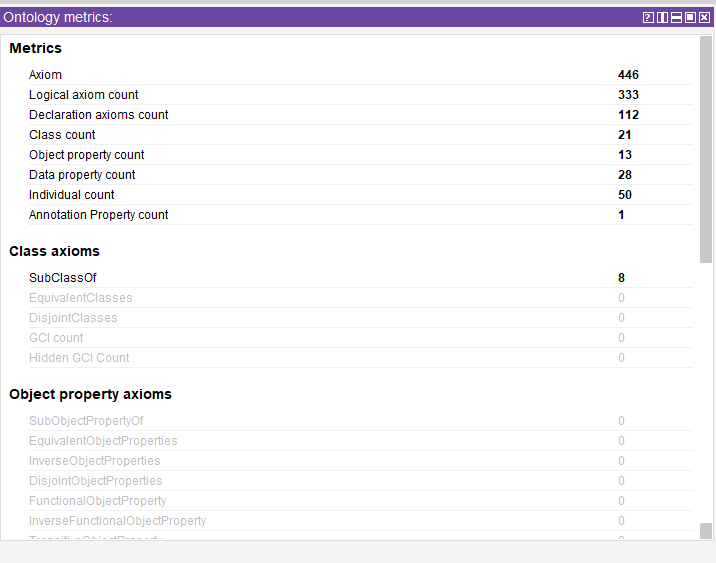 Ontology metrics:
Metrics
Axiom 446
Logical axiom count 333
Declaration axioms count 112
Class count 21
Object property count 13
Data property count 28
Individual count 50
Annotation Property count 1
Class axioms
SubClassOf 8
EquivalentClasses 0
DisjointClasses 0
GCI count 0
Hidden GCI Count 0
Object property axioms
SubObjectPropertyOf 0
EquivalentObjectProperties 0
InverseObjectProperties 0
DisjointObjectProperties 0
FunctionalObjectProperty 0
InverseFunctionalObjectProperty 0
TransitiveObjectProperty 0